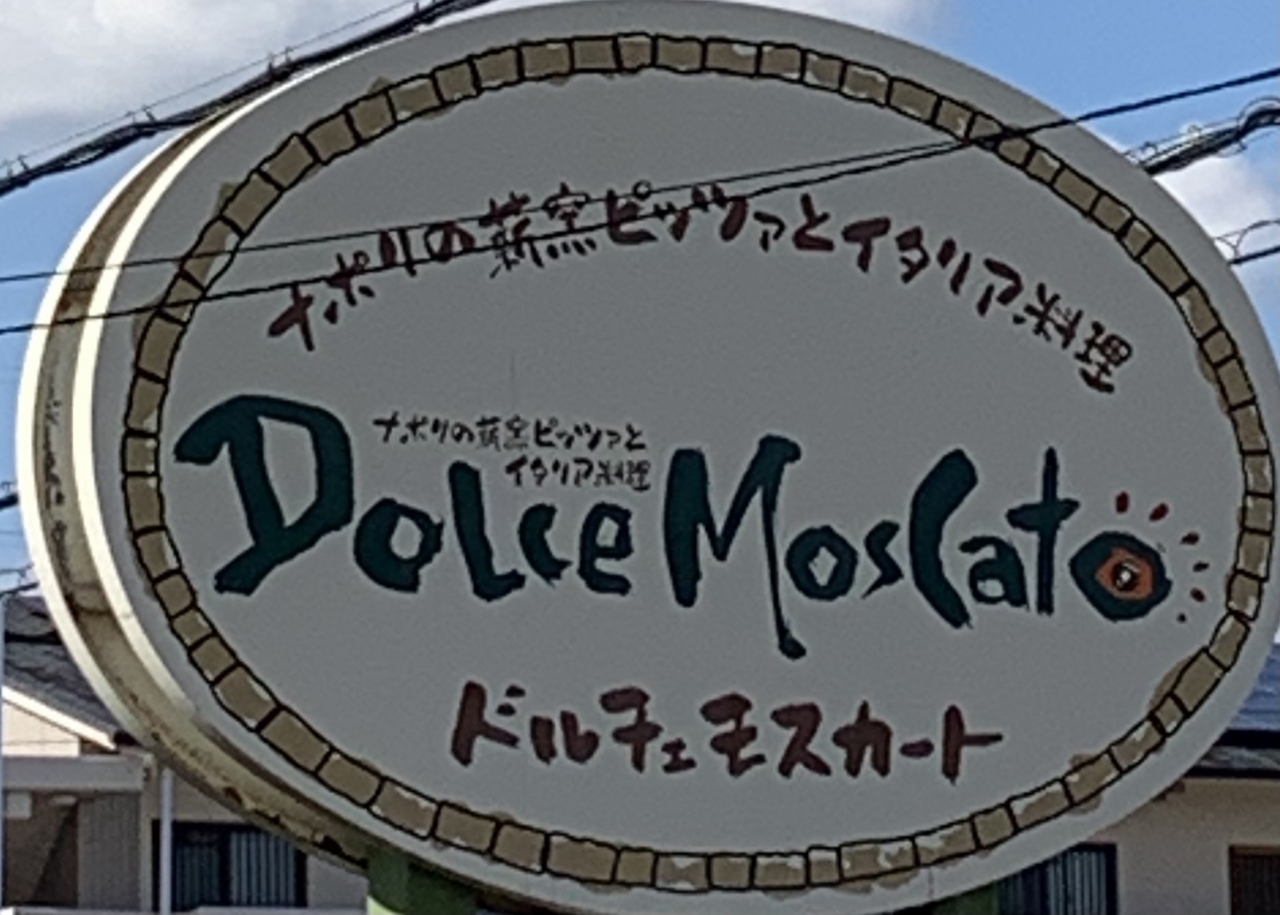 ナポリの薪窯ピッツァとイタリア料理
ナポリの薪窯ピッツァと
イタリア料理
Dolce Moscato
ドルチェモスカート